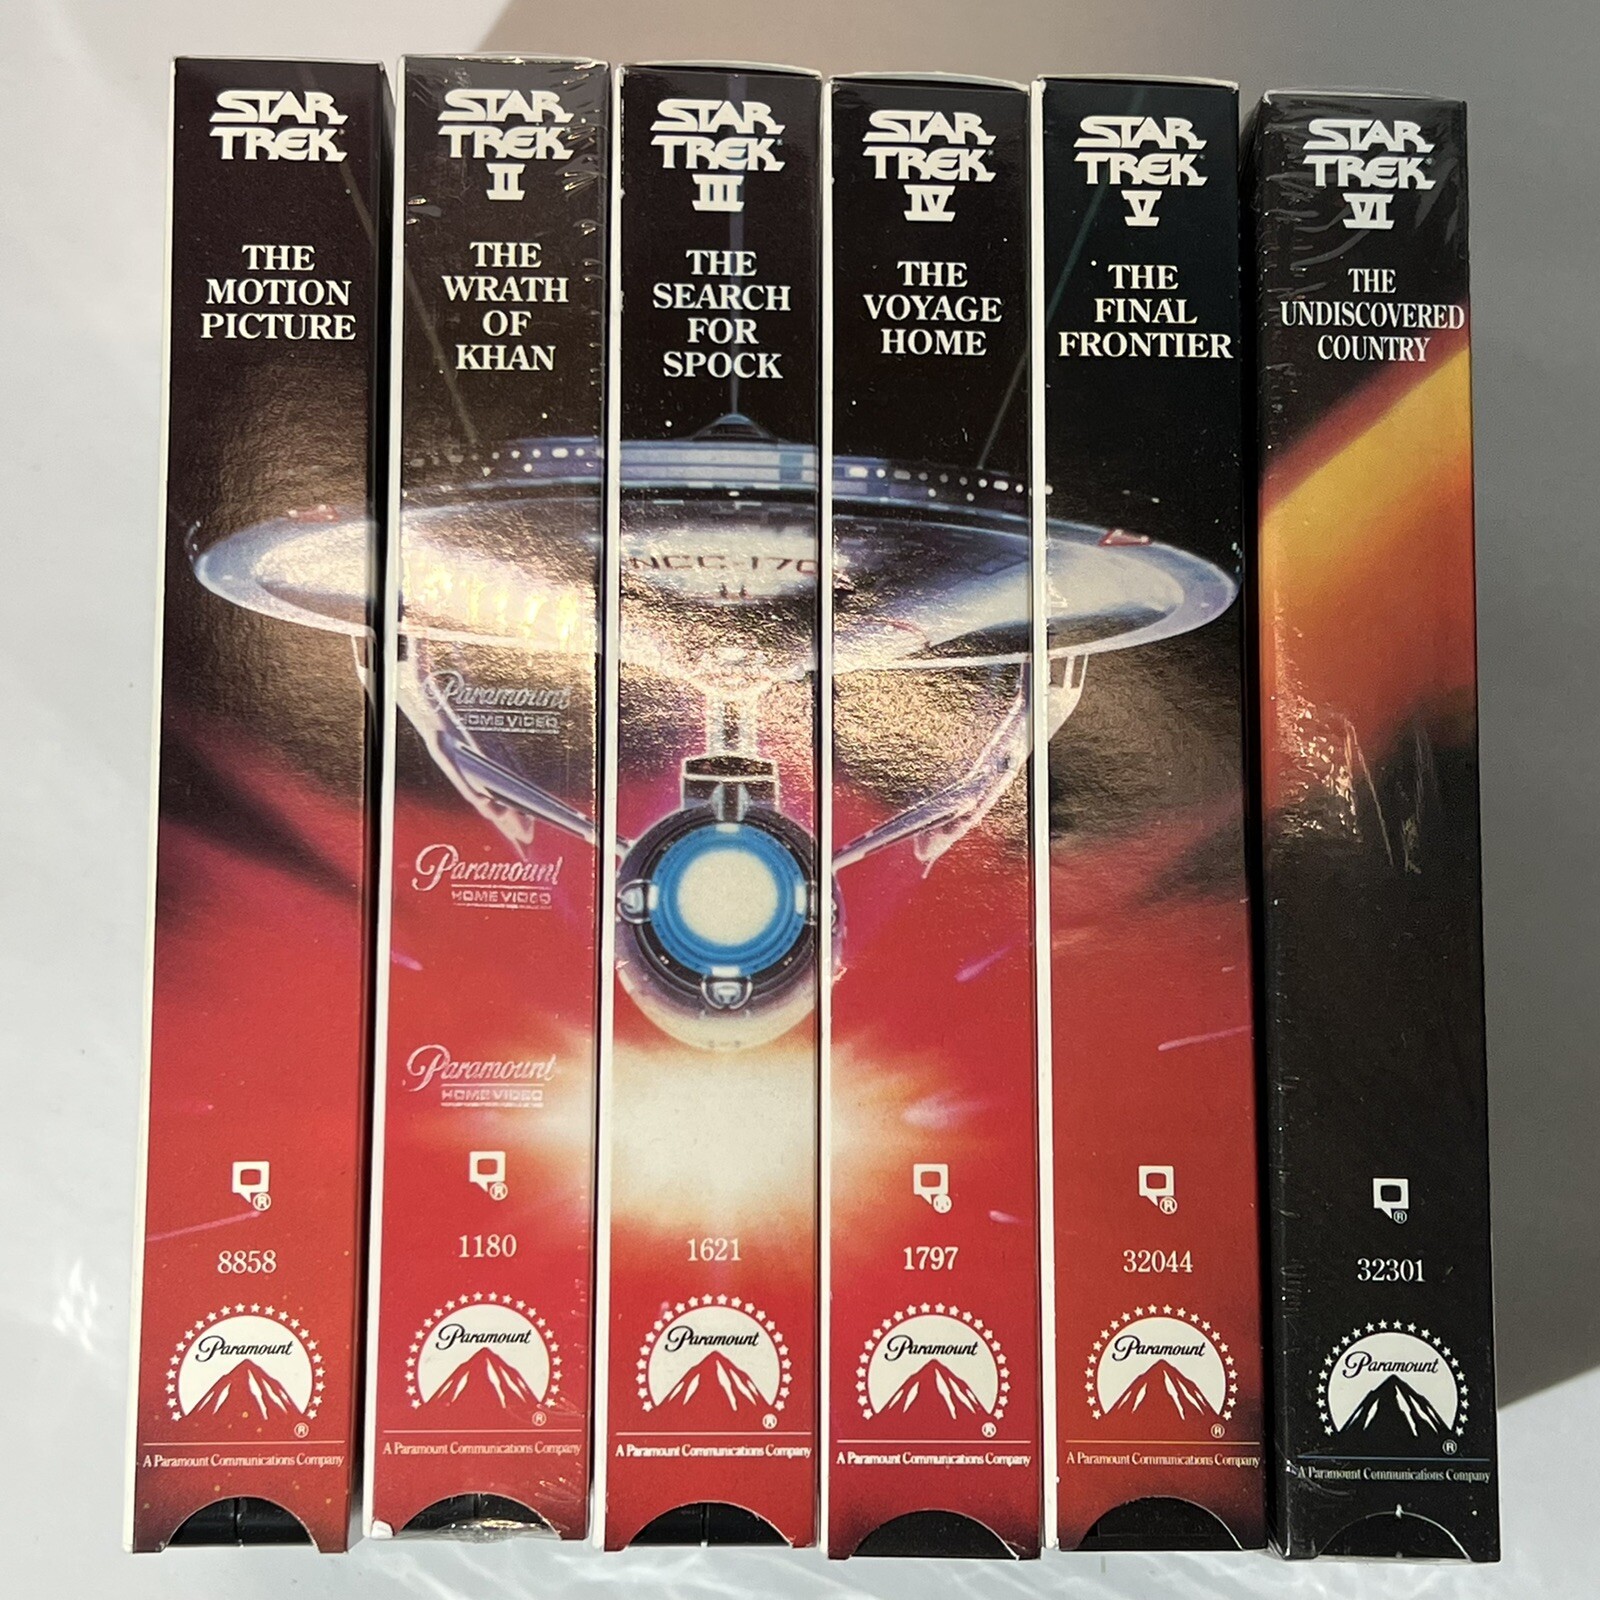 STAR
TREK
THE
MOTION
PICTURE
8858
Paramount
®
A Paramount Communications Company
STAR
TREK
II
THE
WRATH
OF
KHAN
Paramount
HOME VIDEO
Paramount
HOME VIDEO
Paramount
HOME VIDEO
®
1180
Paramount
®
A Paramount Communications Company
STAR
TREK
III
THE
SEARCH
FOR
SPOCK
NCC-170
1621
Paramount
®
A Paramount Communications Company
STAR
TREK
IV
THE
VOYAGE
HOME
®
1797
Paramount
®
A Paramount Communications Company
STAR
TREK
V
THE
FINAL
FRONTIER
®
32044
Paramount
®
A Paramount Communications Company
STAR
TREK
VI
THE
UNDISCOVERED
COUNTRY
®
32301
Paramount
®
A Paramount Communications Company